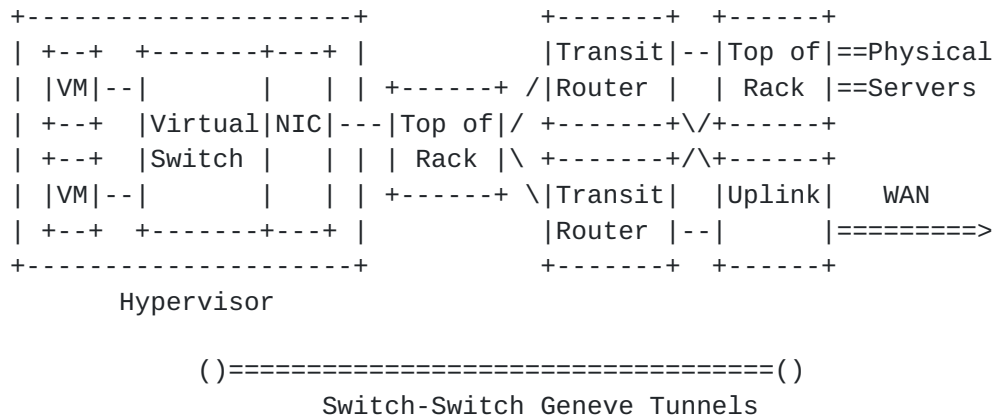 +---------------------+           +-------+  +------+
| +--+  +-------+---+ |           |Transit|--|Top of|==Physical
| |VM|--|       |   | | +------+ /|Router |  | Rack |==Servers
| +--+  |Virtual|NIC|---|Top of|/ +-------+\/+------+
| +--+  |Switch |   | | | Rack |\ +-------+/\+------+
| |VM|--|       |   | | +------+ \|Transit|  |Uplink|   WAN
| +--+  +-------+---+ |           |Router |--|      |=========>
+---------------------+           +-------+  +------+
       Hypervisor

            ()===================================()
                    Switch-Switch Geneve Tunnels